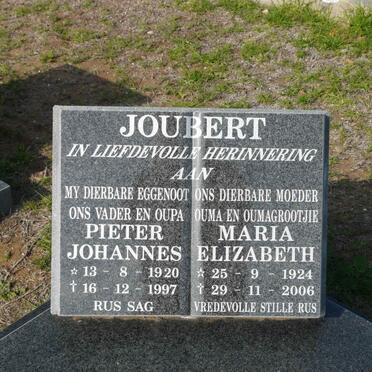 JOUBERT
IN LIEFDEVOLLE HERINNERING
AAN
MY DIERBARE EGGENOOT
ONS VADER EN OUPA
PIETER
JOHANNES
☆ 13 - 8 - 1920
† 16 - 12 - 1997
RUS SAG
ONS DIERBARE MOEDER
OUMA EN OUMAGROOTJIE
MARIA
ELIZABETH
☆ 25 - 9 - 1924
† 29 - 11 - 2006
VREDEVOLLE STILLE RUS